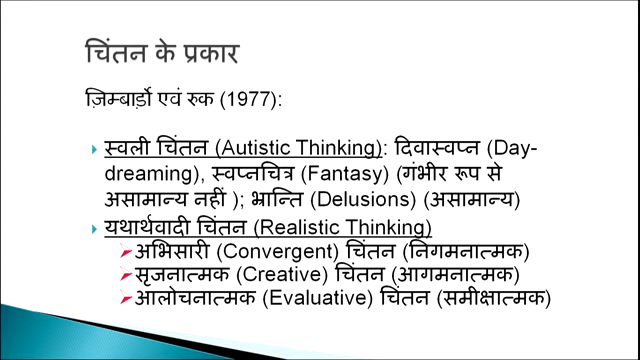 चिंतन के प्रकार
ज़िम्बार्डो एवं रुक (1977):
स्वली चिंतन (Autistic Thinking): दिवास्वप्न (Day-
dreaming), स्वप्नचित्र (Fantasy) (गंभीर रूप से
असामान्य नहीं ); भ्रान्ति (Delusions) (असामान्य)
यथार्थवादी चिंतन (Realistic Thinking)
अभिसारी (Convergent) चिंतन (निगमनात्मक)
सृजनात्मक (Creative) चिंतन (आगमनात्मक)
आलोचनात्मक (Evaluative) चिंतन (समीक्षात्मक)